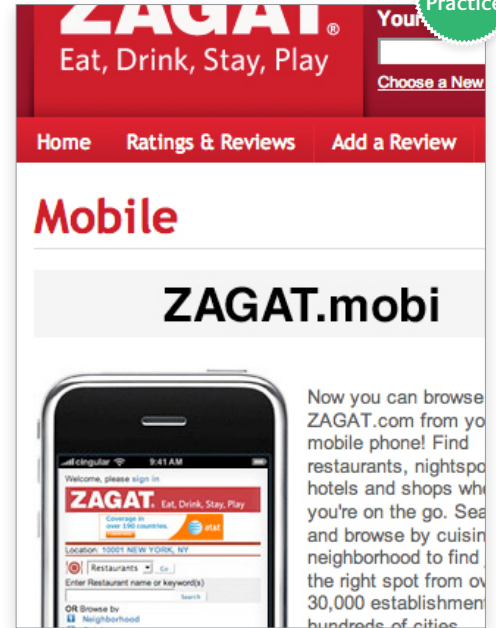 Practice
ZAGAT®
Your
Eat, Drink, Stay, Play
Choose a New
Home Ratings & Reviews Add a Review
Mobile
ZAGAT.mobi
Now you can browse
ZAGAT.com from yo
mobile phone! Find
restaurants, nightspo
hotels and shops whe
you're on the go. Sea
and browse by cuisin
neighborhood to find
the right spot from ov
30,000 establishment
hundreds of cities
cingular 9:41 AM
Welcome, please sign in
ZAGAT. Eat, Drink, Stay, Play
Coverage in
over 190 countries.
at&t
Location: 10001 NEW YORK, NY
Restaurants Go
Enter Restaurant name or keyword(s)
Search
OR Browse by
Neighborhood